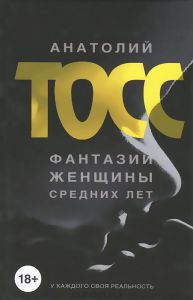 АНАТОЛИЙ
ТОСС
ФАНТАЗИИ
ЖЕНЩИНЫ
СРЕДНИХ ЛЕТ
18+
У КАЖДОГО СВОЯ РЕАЛЬНОСТЬ